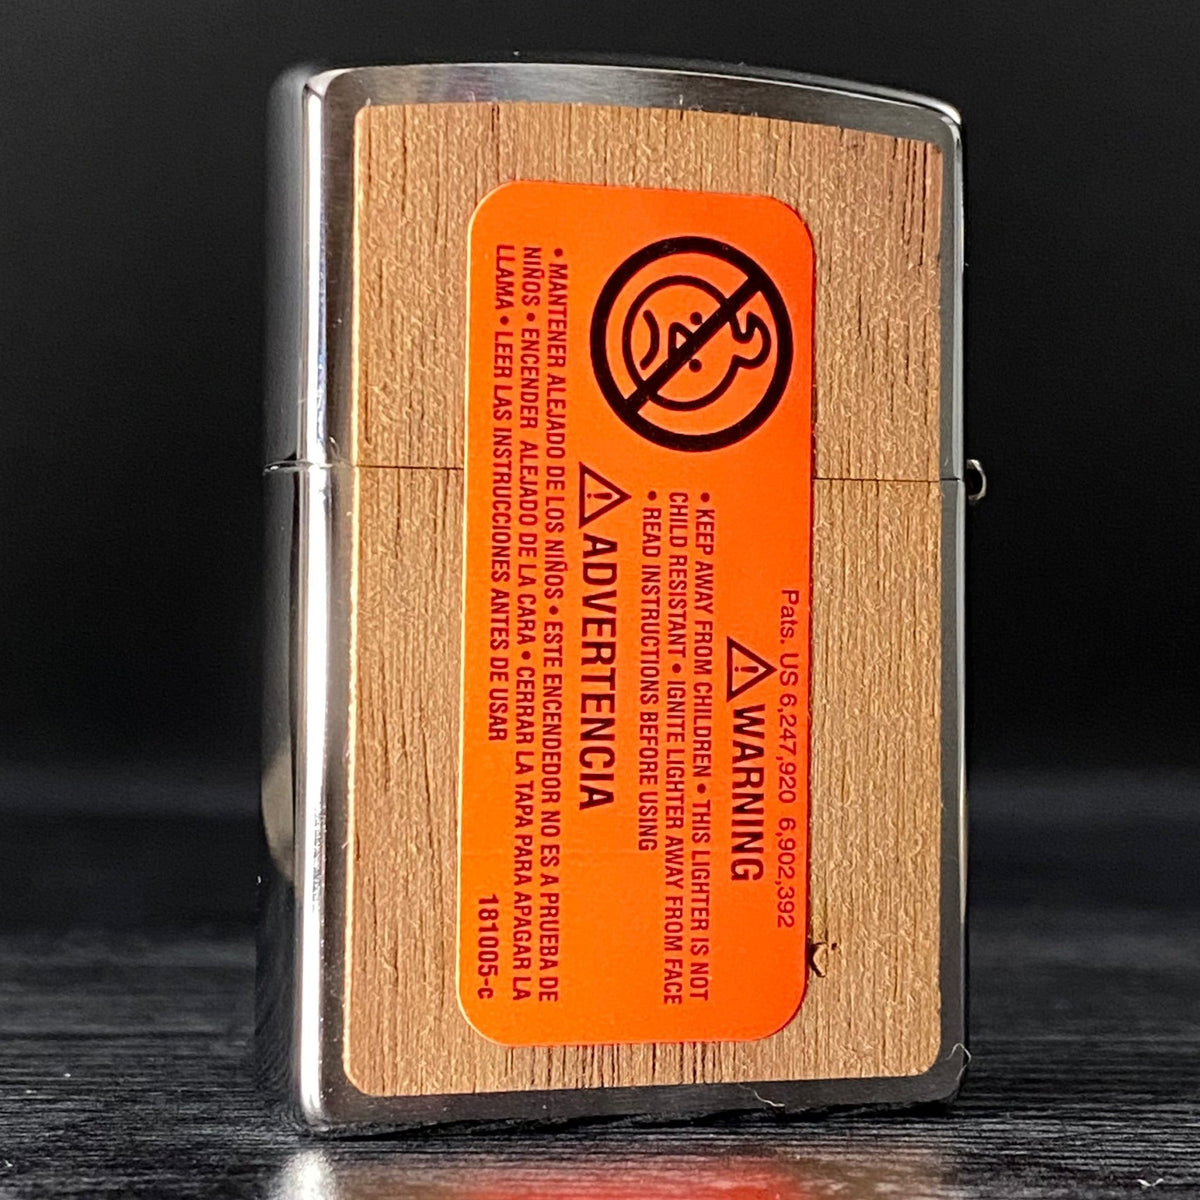 Pats. US 6,247,920 6,902,392
WARNING
• KEEP AWAY FROM CHILDREN • THIS LIGHTER IS NOT
CHILD RESISTANT • IGNITE LIGHTER AWAY FROM FACE
• READ INSTRUCTIONS BEFORE USING
ADVERTENCIA
• MANTENER ALEJADO DE LOS NIÑOS • ESTE ENCENDEDOR NO ES A PRUEBA DE
NIÑOS • ENCENDER ALEJADO DE LA CARA • CERRAR LA TAPA PARA APAGAR LA
LLAMA • LEER LAS INSTRUCCIONES ANTES DE USAR
181005-c